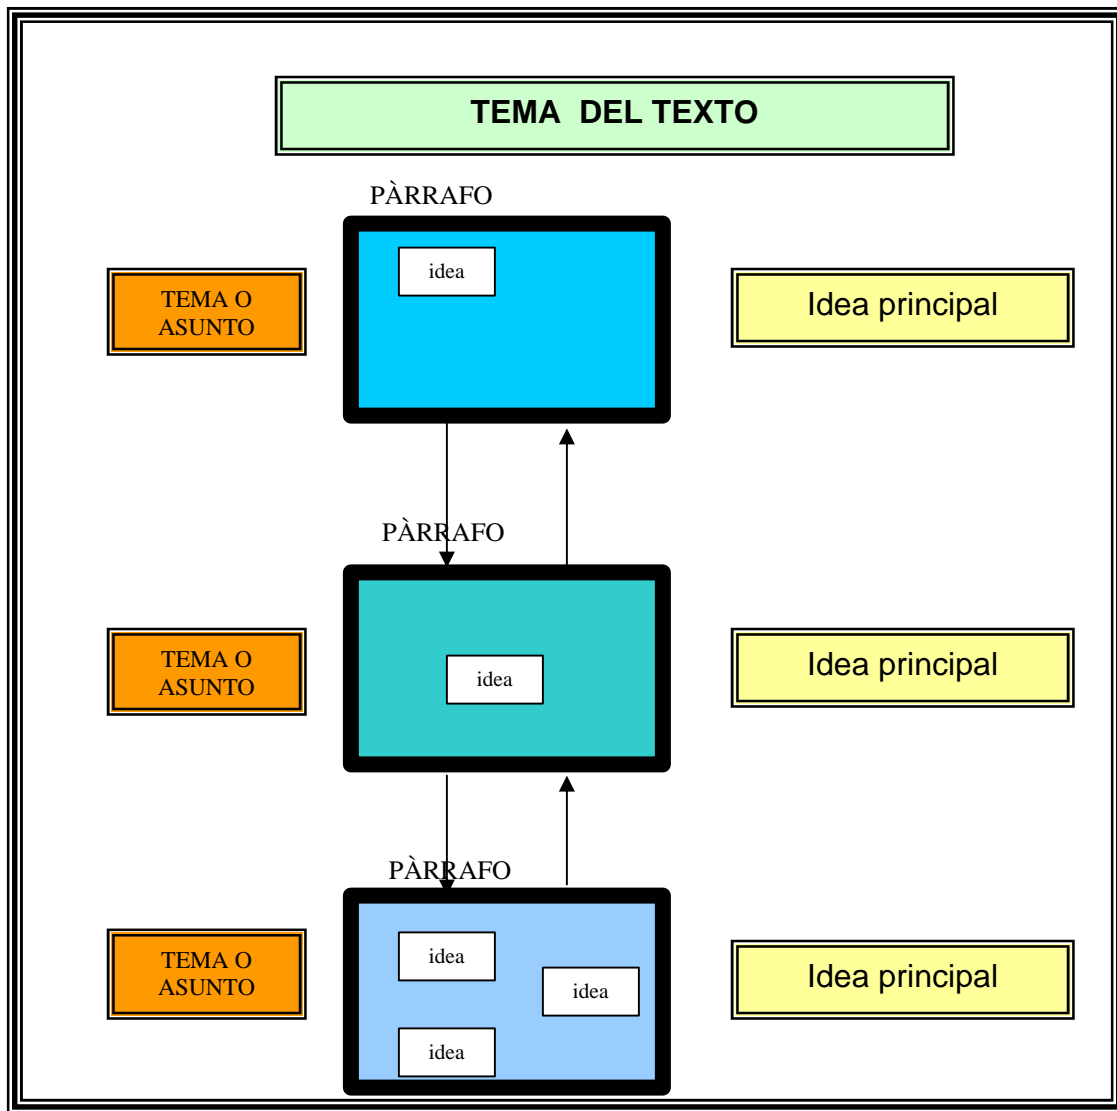 TEMA DEL TEXTO
PÀRRAFO
idea
TEMA O
ASUNTO
Idea principal
PÀRRAFO
idea
TEMA O
ASUNTO
Idea principal
PÀRRAFO
idea
idea
idea
TEMA O
ASUNTO
Idea principal